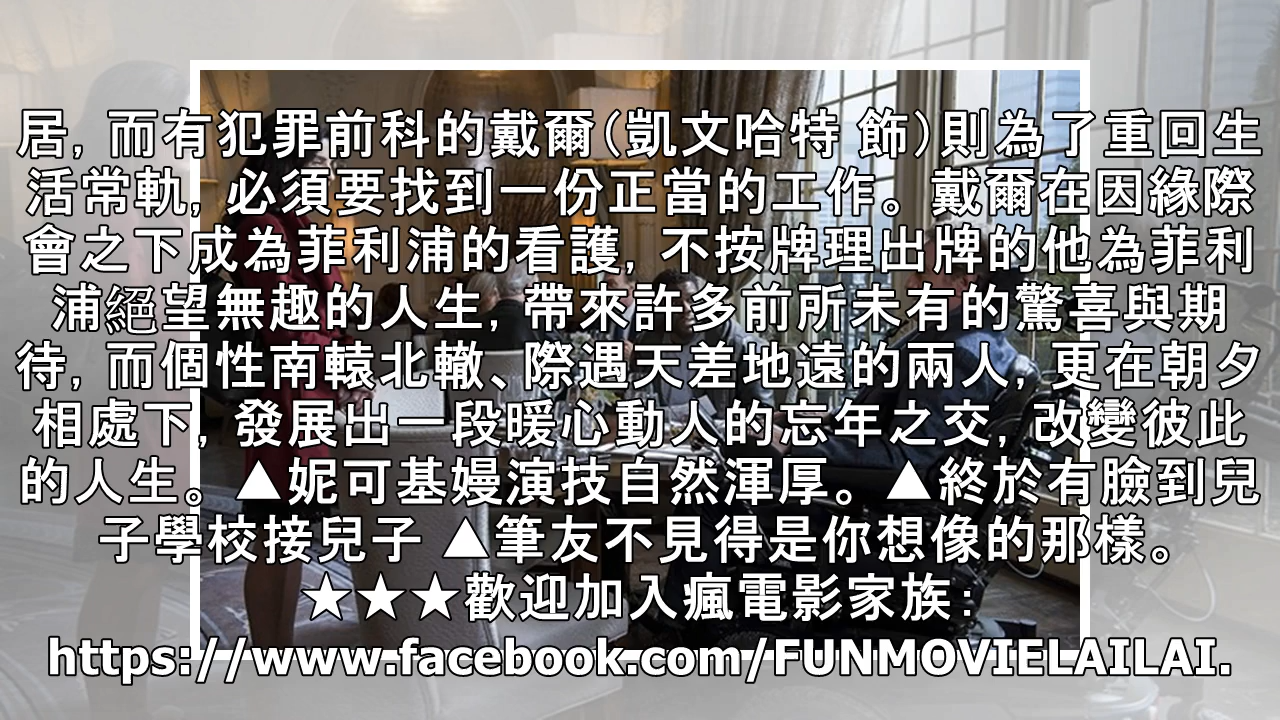 居, 而有犯罪前科的戴爾(凱文哈特 飾)則為了重回生
活常軌, 必須要找到一份正當的工作。戴爾在因緣際
會之下成為菲利浦的看護, 不按牌理出牌的他為菲利
浦絕望無趣的人生, 帶來許多前所未有的驚喜與期
待, 而個性南轅北轍、際遇天差地遠的兩人, 更在朝夕
相處下, 發展出一段暖心動人的忘年之交, 改變彼此
的人生。▲妮可基嫚演技自然渾厚。▲終於有臉到兒
子學校接兒子 ▲筆友不見得是你想像的那樣。
★★★歡迎加入瘋電影家族:
https://www.facebook.com/FUNMOVIELAILAI.